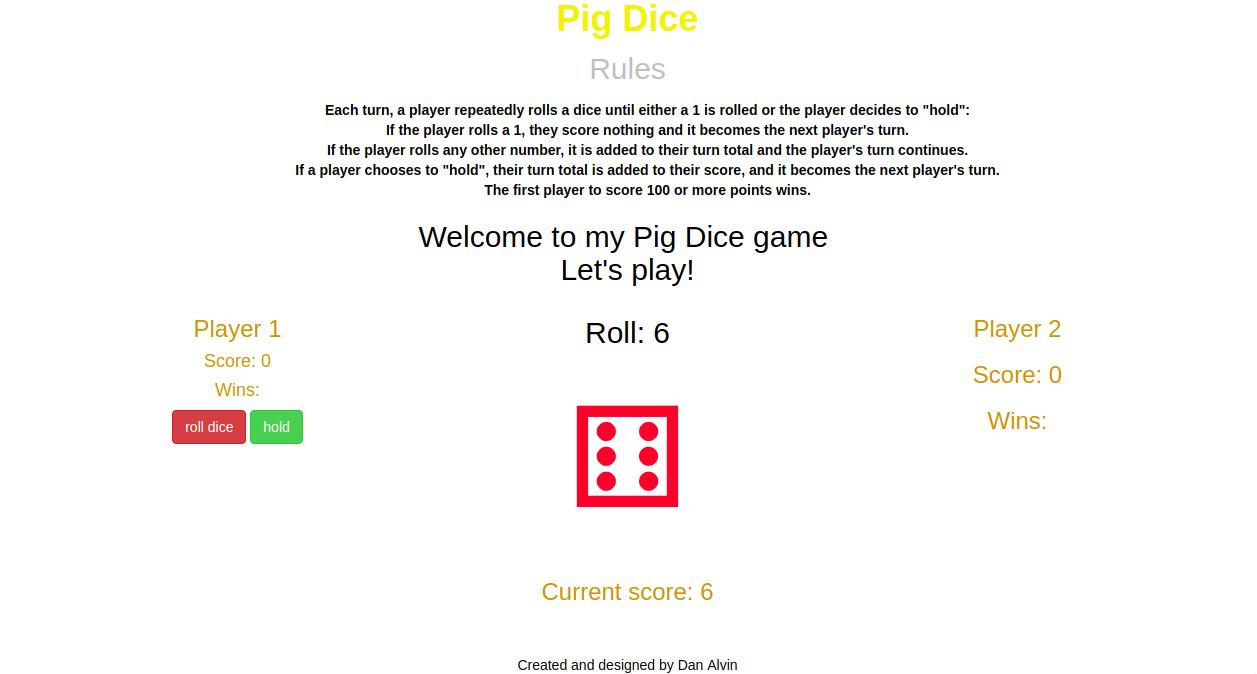 Pig Dice
Rules
Each turn, a player repeatedly rolls a dice until either a 1 is rolled or the player decides to "hold":
If the player rolls a 1, they score nothing and it becomes the next player's turn.
If the player rolls any other number, it is added to their turn total and the player's turn continues.
If a player chooses to "hold", their turn total is added to their score, and it becomes the next player's turn.
The first player to score 100 or more points wins.
Welcome to my Pig Dice game
Let's play!
Player 1
Score: 0
Wins:
roll dice
hold
Roll: 6
Player 2
Score: 0
Wins:
Current score: 6
Created and designed by Dan Alvin